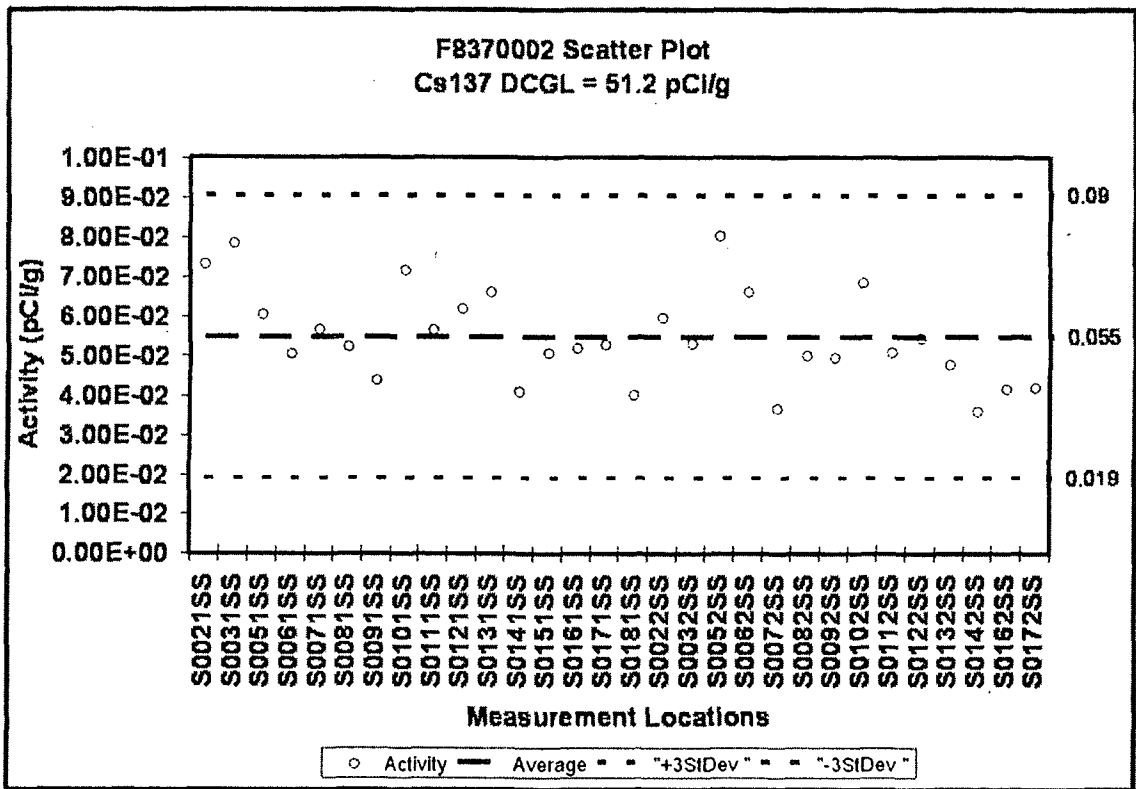 F8370002 Scatter Plot
Cs137 DCGL = 51.2 pCi/g
Activity (pCi/g)
1.00E-01
9.00E-02
8.00E-02
7.00E-02
6.00E-02
5.00E-02
4.00E-02
3.00E-02
2.00E-02
1.00E-02
0.00E+00
0.09
0.055
0.019
S0021SS
S0031SS
S0051SS
S0061SS
S0071SS
S0081SS
S0091SS
S0101SS
S0111SS
S0121SS
S0131SS
S0141SS
S0151SS
S0161SS
S0171SS
S0181SS
S0022SS
S0032SS
S0052SS
S0062SS
S0072SS
S0082SS
S0092SS
S0102SS
S0112SS
S0122SS
S0132SS
S0142SS
S0162SS
S0172SS
Measurement Locations
Activity Average "+3StDev " "-3StDev "